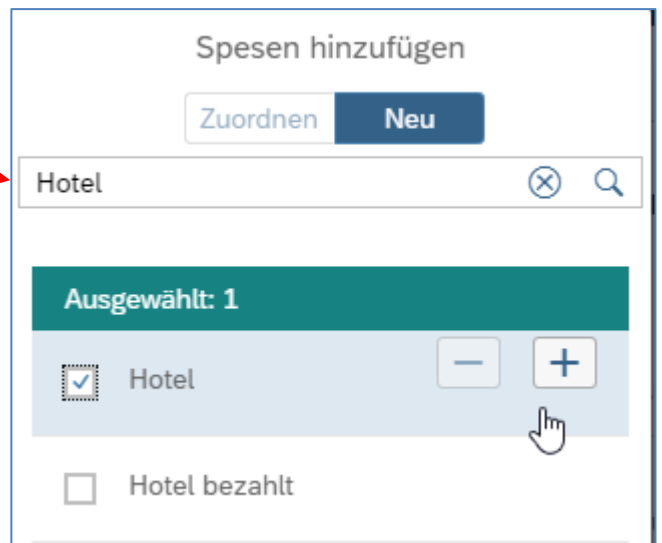 Spesen hinzufügen
Zuordnen Neu
Hotel
Ausgewählt: 1
Hotel
Hotel bezahlt